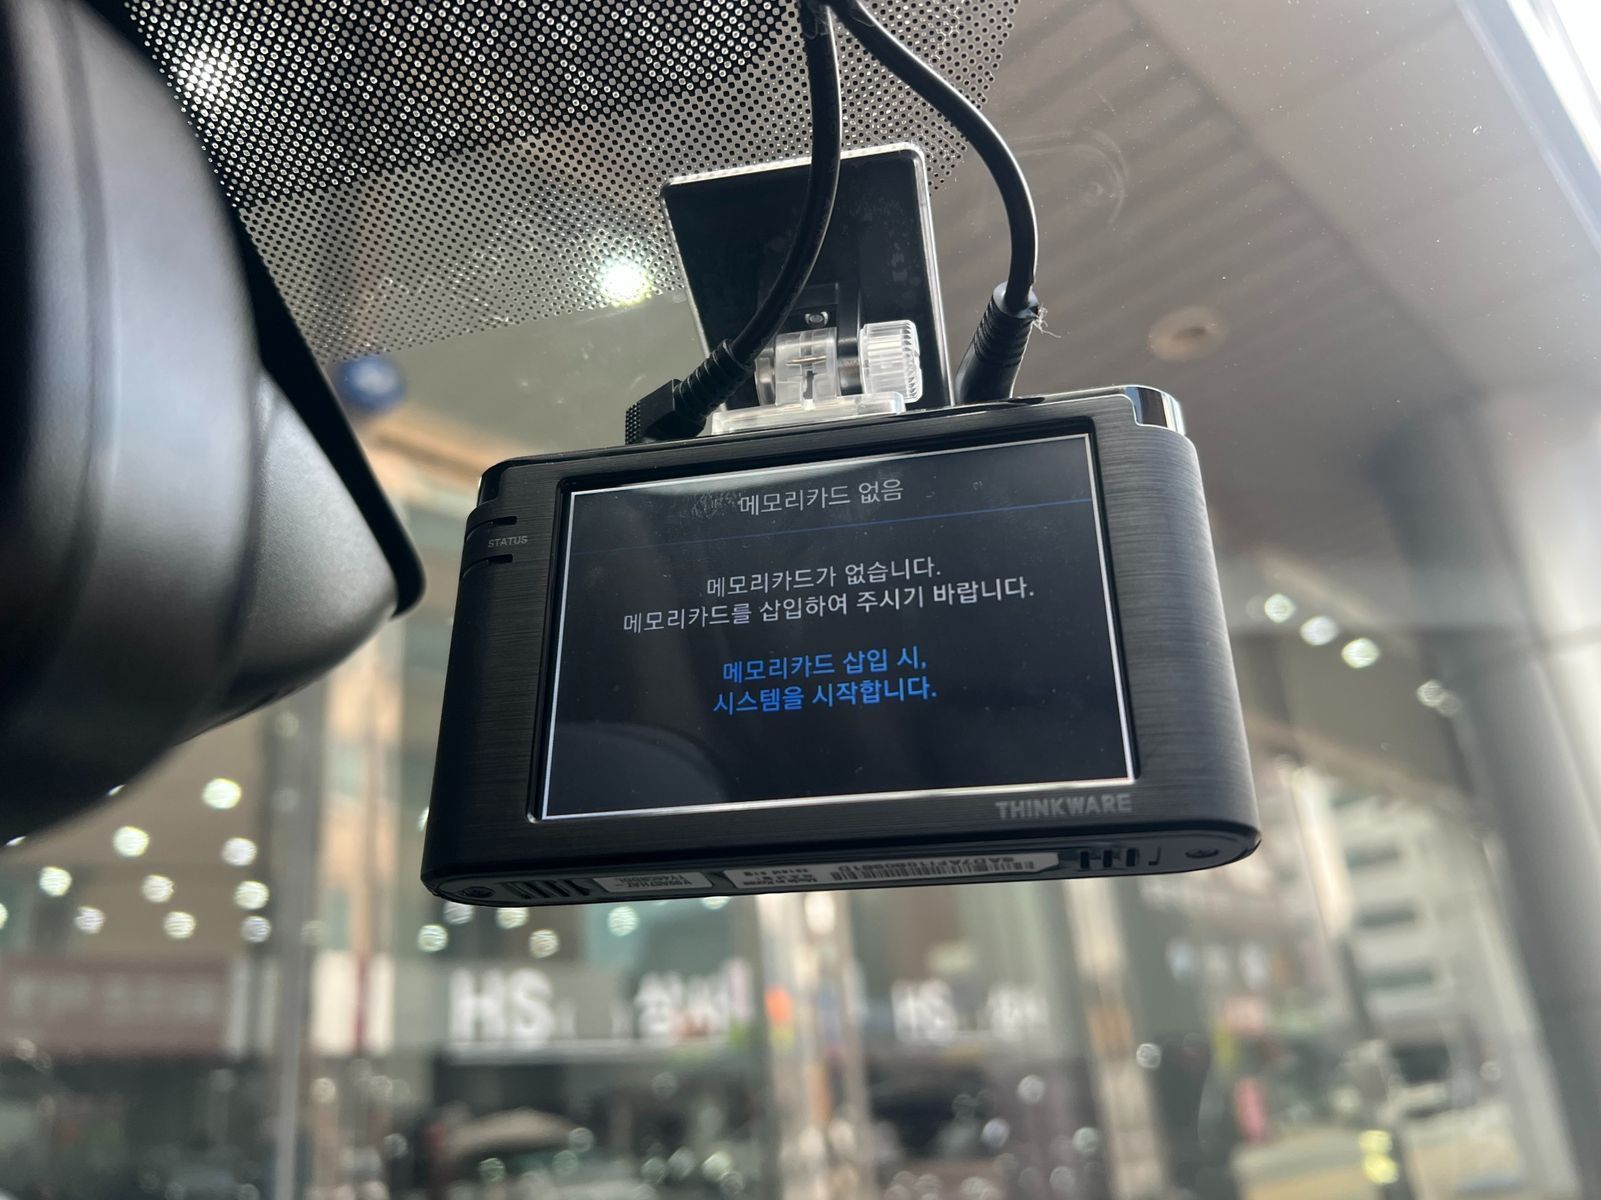 메모리카드 없음
STATUS
메모리카드가 없습니다.
메모리카드를 삽입하여 주시기 바랍니다.
메모리카드 삽입 시,
시스템을 시작합니다.
THINKWARE
HS
HS